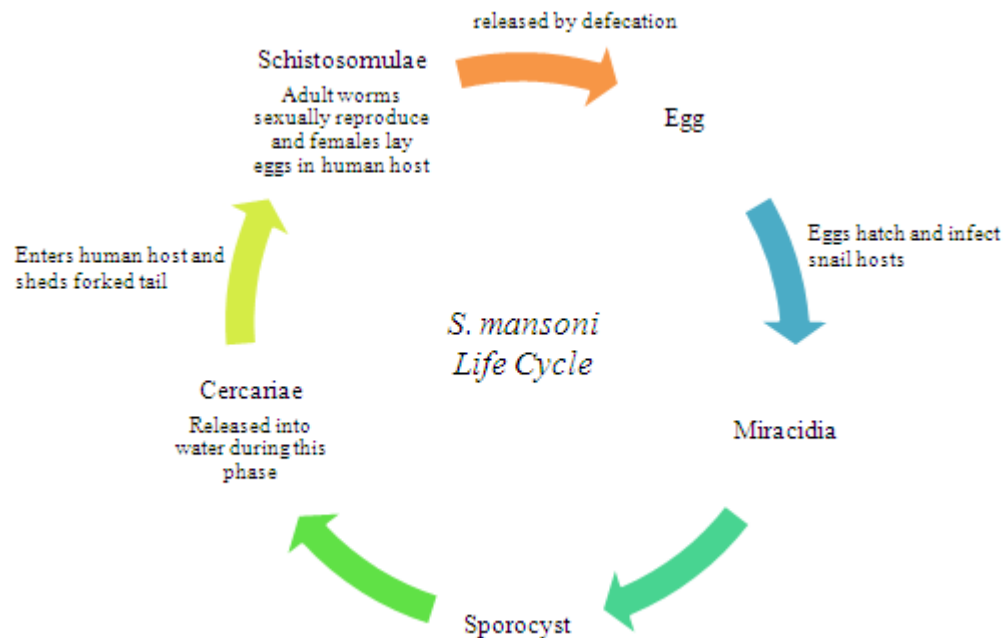 released by defecation
Schistosomulae
Adult worms
sexually reproduce
and females lay
eggs in human host
Egg
Eggs hatch and infect
snail hosts
Enters human host and
sheds forked tail
S. mansoni
Life Cycle
Cercariae
Released into
water during this
phase
Miracidia
Sporocyst